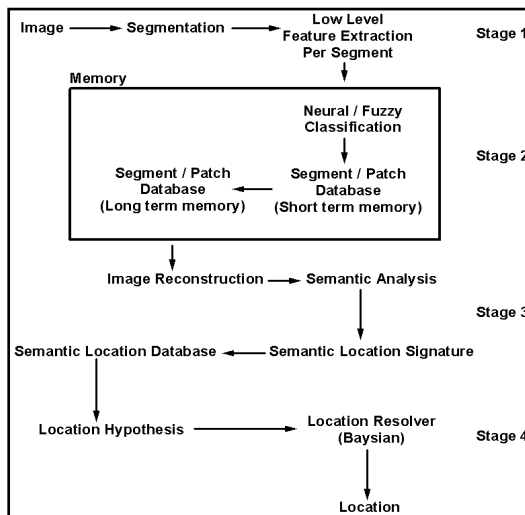 Image
Segmentation
Low Level
Feature Extraction
Per Segment
Stage 1
Memory
Neural / Fuzzy
Classification
Stage 2
Segment / Patch
Database
(Long term memory)
Segment / Patch
Database
(Short term memory)
Image Reconstruction
Semantic Analysis
Stage 3
Semantic Location Database
Semantic Location Signature
Location Hypothesis
Location Resolver
(Baysian)
Stage 4
Location